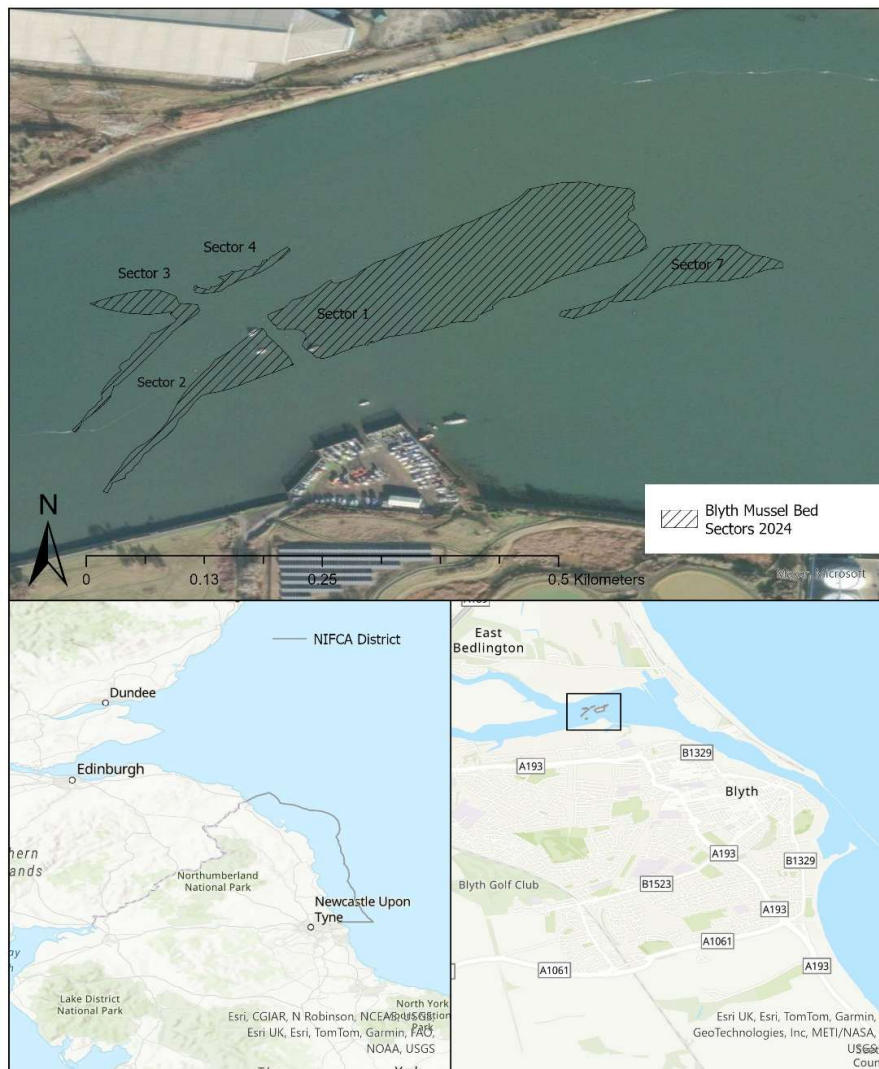 Sector 4
Sector 3
Sector 7
Sector 1
Sector 2
N
0
0.13
0.25
0.5 Kilometers
Blyth Mussel Bed
Sectors 2024
Microsoft
NIFCA District
Dundee
Edinburgh
Northumberland
National Park
Newcastle Upon
Tyne
Lake District
National Park
North York
Park
Esri, CGIAR, N Robinson, NCEAS, USGS,
Esri UK, Esri, TomTom, Garmin, FAO,
NOAA, USGS
East
Bedlington
B1329
A193
Blyth
A193
B1329
Blyth Golf Club
B1523
A193
A1061
A1061
A193
Esri UK, Esri, TomTom, Garmin,
GeoTechnologies, Inc, METI/NASA,
USGS